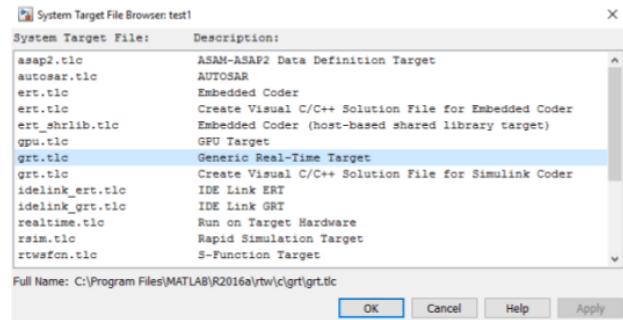 System Target File Browser: test1
System Target File: Description:
asap2.tlc ASAM-ASAP2 Data Definition Target
autosar.tlc AUTOSAR
ert.tlc Embedded Coder
ert.tlc Create Visual C/C++ Solution File for Embedded Coder
ert_shrlib.tlc Embedded Coder (host-based shared library target)
gpu.tlc GPU Target
grt.tlc Generic Real-Time Target
grt.tlc Create Visual C/C++ Solution File for Simulink Coder
idelink_ert.tlc IDE Link ERT
idelink_grt.tlc IDE Link GRT
realtime.tlc Run on Target Hardware
rsim.tlc Rapid Simulation Target
rtwsfcn.tlc S-Function Target
Full Name: C:\Program Files\MATLAB\R2016a\rtw\c\grt\grt.tlc
OK Cancel Help Apply